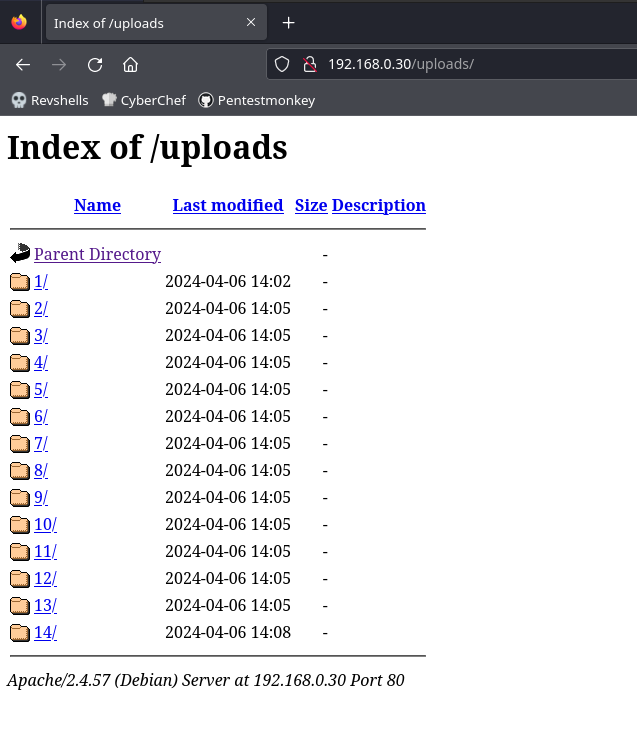 Index of /uploads
192.168.0.30/uploads/
Revshells CyberChef Pentestmonkey
Index of /uploads
Name Last modified Size Description
Parent Directory -
1/ 2024-04-06 14:02 -
2/ 2024-04-06 14:05 -
3/ 2024-04-06 14:05 -
4/ 2024-04-06 14:05 -
5/ 2024-04-06 14:05 -
6/ 2024-04-06 14:05 -
7/ 2024-04-06 14:05 -
8/ 2024-04-06 14:05 -
9/ 2024-04-06 14:05 -
10/ 2024-04-06 14:05 -
11/ 2024-04-06 14:05 -
12/ 2024-04-06 14:05 -
13/ 2024-04-06 14:05 -
14/ 2024-04-06 14:08 -
Apache/2.4.57 (Debian) Server at 192.168.0.30 Port 80